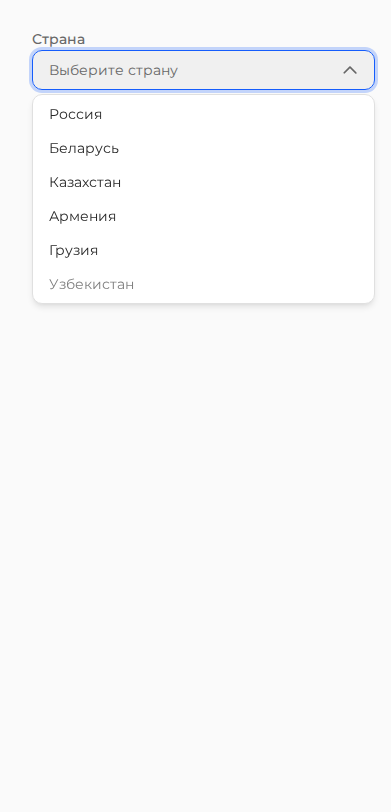 Страна
Выберите страну
Россия
Беларусь
Казахстан
Армения
Грузия
Узбекистан